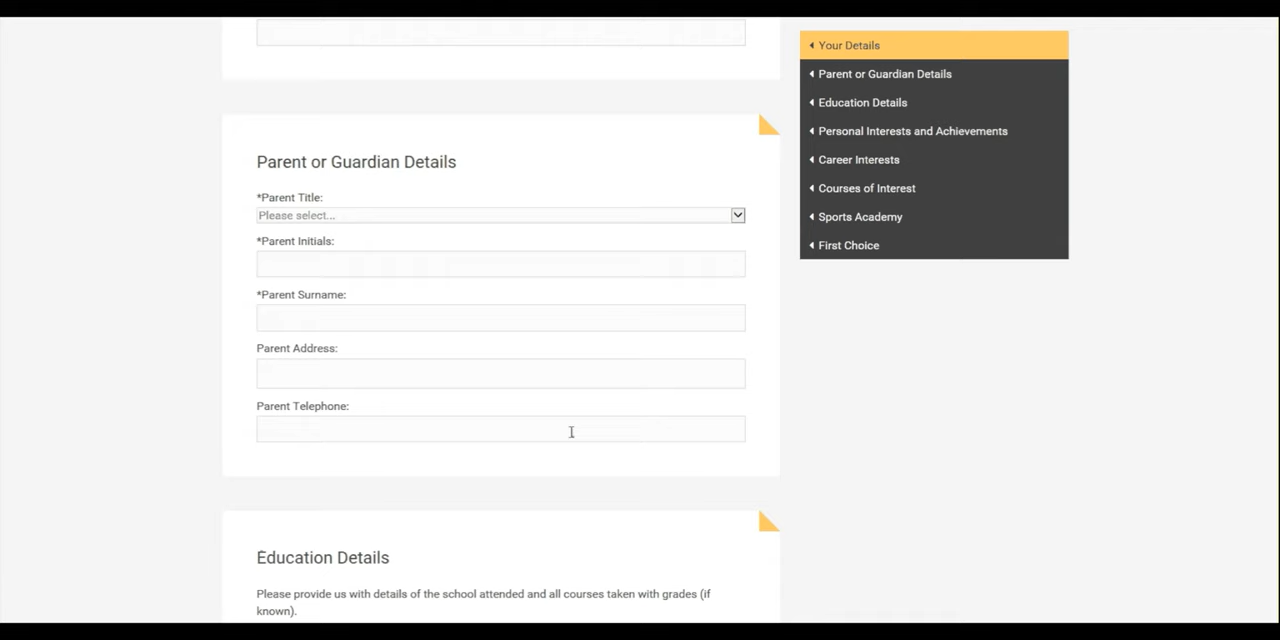 Your Details
Parent or Guardian Details
Education Details
Personal Interests and Achievements
Career Interests
Courses of Interest
Sports Academy
First Choice
Parent or Guardian Details
*Parent Title:
Please select...
*Parent Initials:
*Parent Surname:
Parent Address:
Parent Telephone:
Education Details
Please provide us with details of the school attended and all courses taken with grades (if
known).